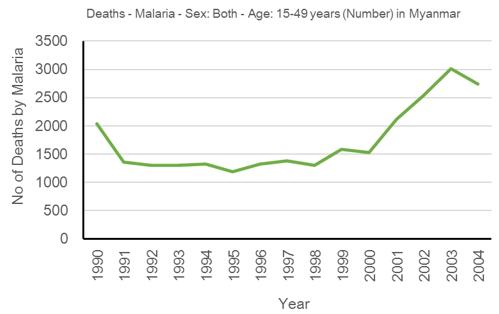 Deaths - Malaria - Sex: Both - Age: 15-49 years (Number) in Myanmar
3500
3000
2500
2000
1500
1000
500
0
No of Deaths by Malaria
1990 1991 1992 1993 1994 1995 1996 1997 1998 1999 2000 2001 2002 2003 2004
Year